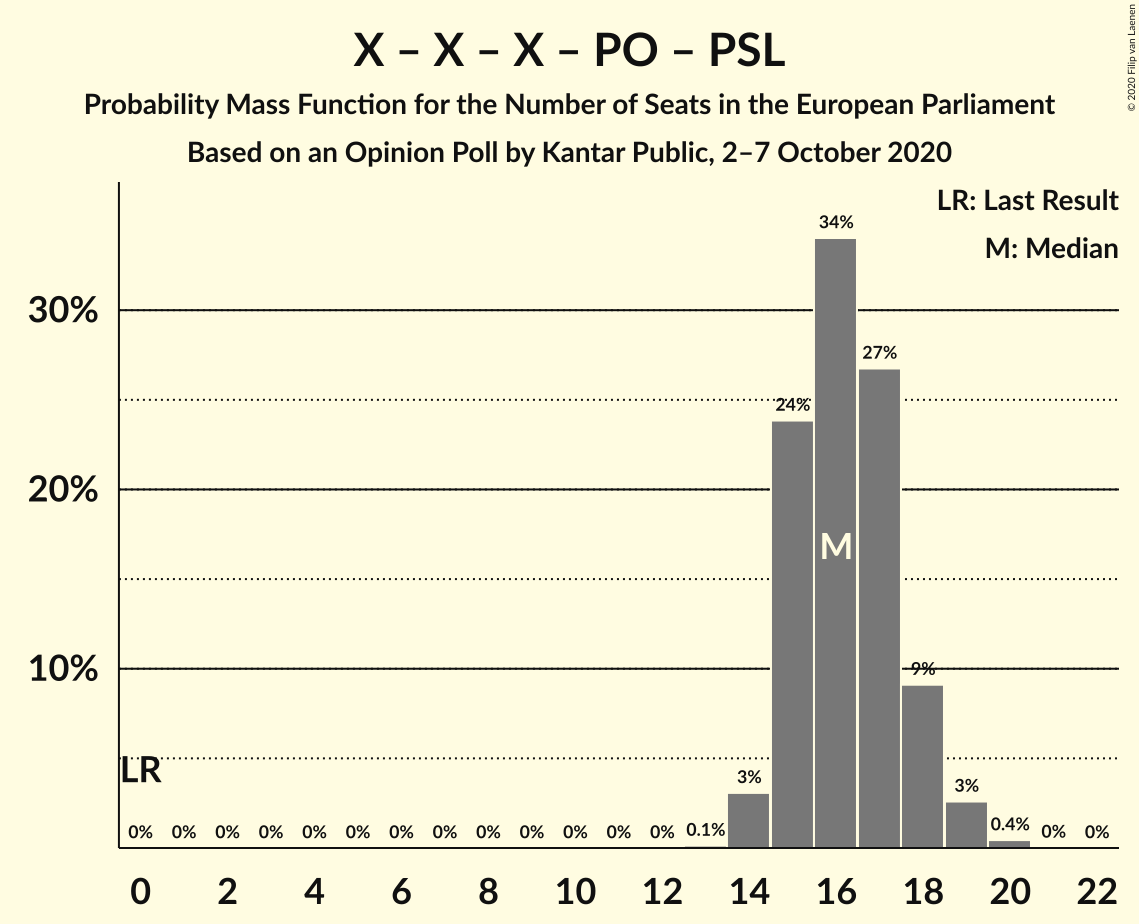 X – X – X – PO – PSL
Probability Mass Function for the Number of Seats in the European Parliament
Based on an Opinion Poll by Kantar Public, 2–7 October 2020
© 2020 Filip van Laenen
LR: Last Result
M: Median
34%
30%
27%
24%
20%
M
10%
9%
LR
3%
3%
0% 0% 0% 0% 0% 0% 0% 0% 0% 0% 0% 0% 0% 0.1% 0.4% 0% 0%
0 2 4 6 8 10 12 14 16 18 20 22